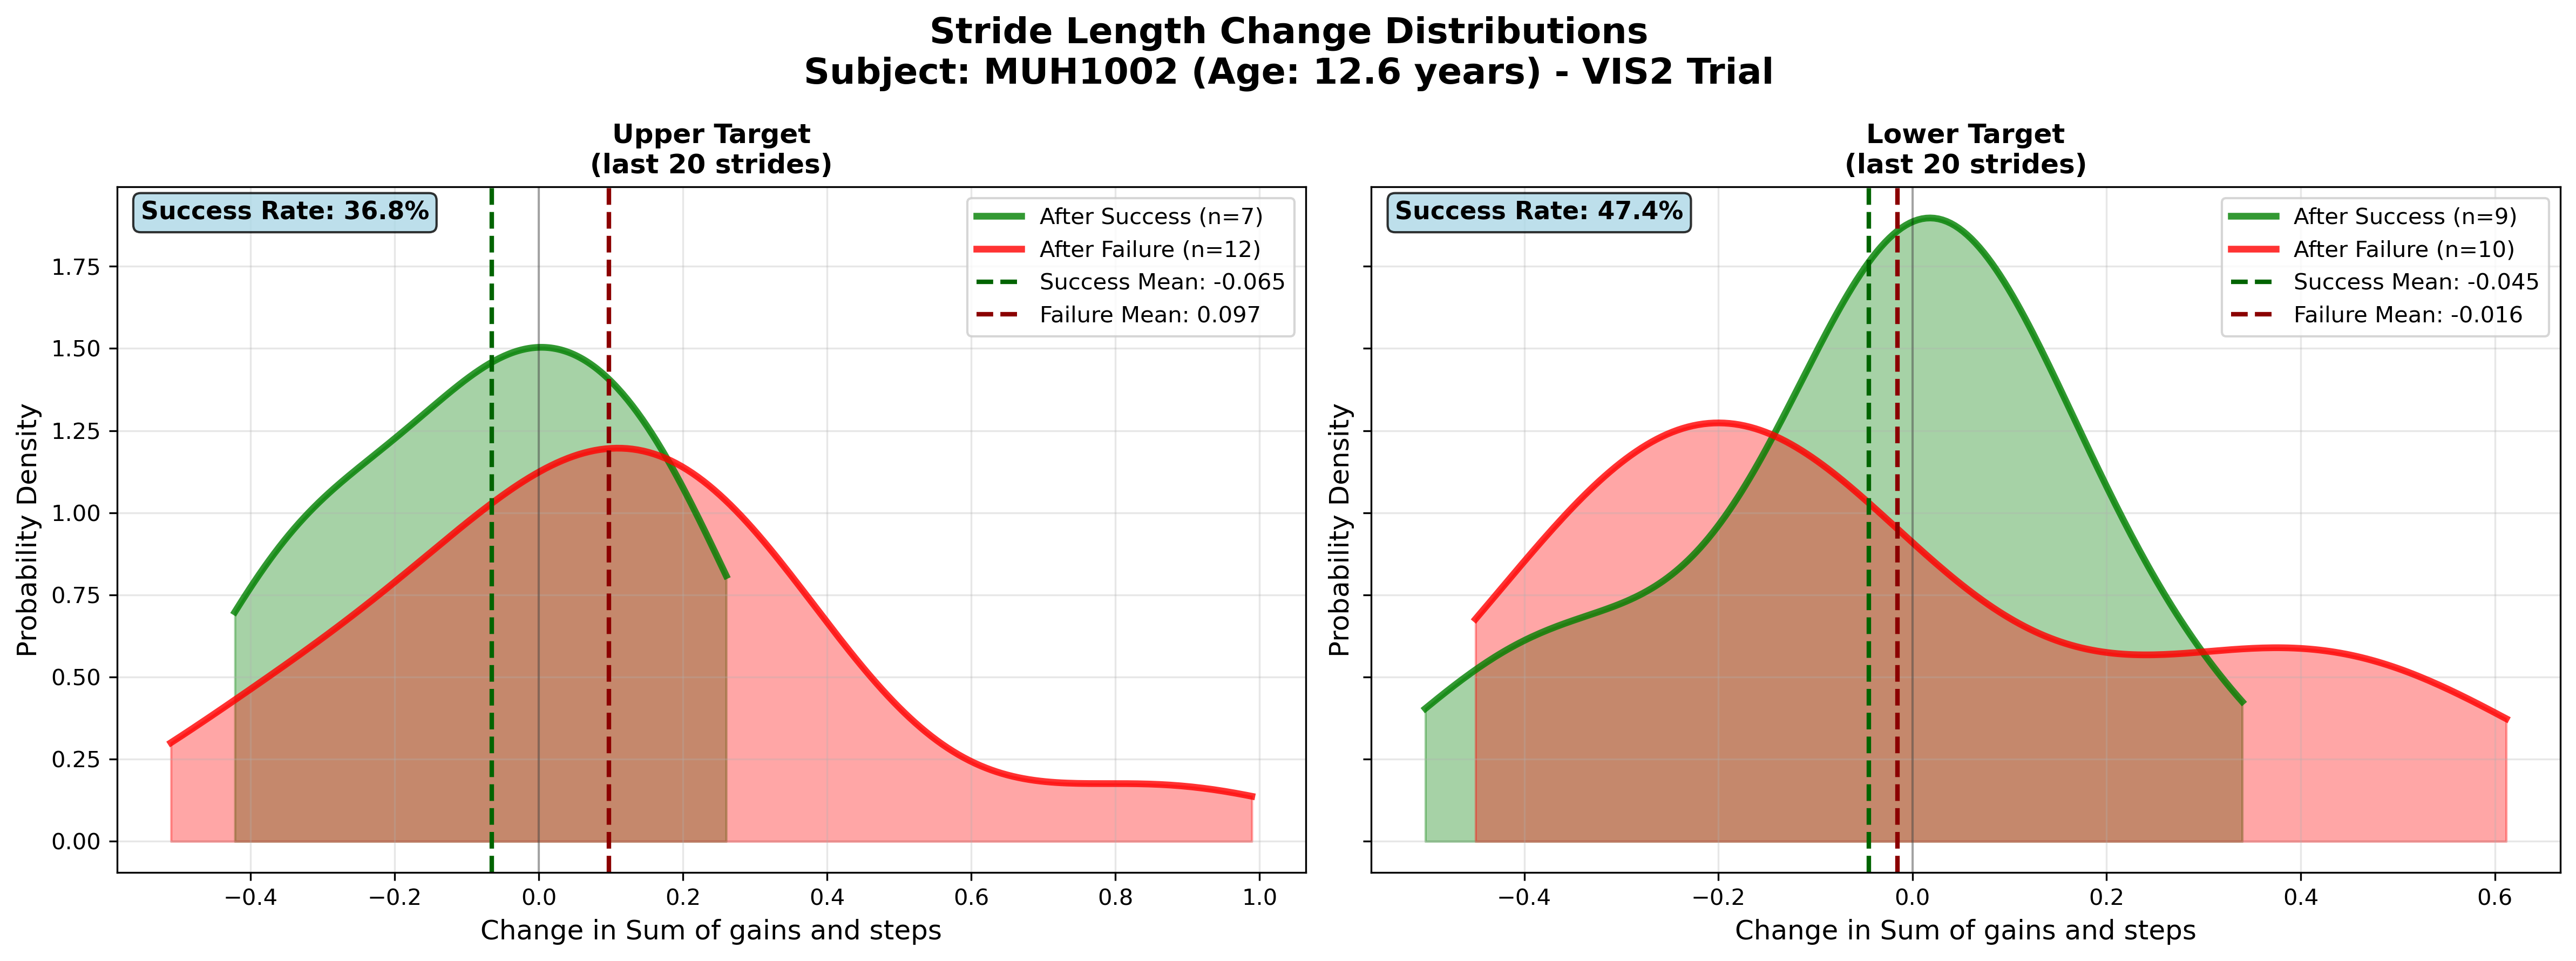 Stride Length Change Distributions
Subject: MUH1002 (Age: 12.6 years) - VIS2 Trial
Upper Target
(last 20 strides)
Success Rate: 36.8%
After Success (n=7)
After Failure (n=12)
Success Mean: -0.065
Failure Mean: 0.097
Probability Density
1.75
1.50
1.25
1.00
0.75
0.50
0.25
0.00
−0.4 −0.2 0.0 0.2 0.4 0.6 0.8 1.0
Change in Sum of gains and steps
Lower Target
(last 20 strides)
Success Rate: 47.4%
After Success (n=9)
After Failure (n=10)
Success Mean: -0.045
Failure Mean: -0.016
Probability Density
−0.4 −0.2 0.0 0.2 0.4 0.6
Change in Sum of gains and steps